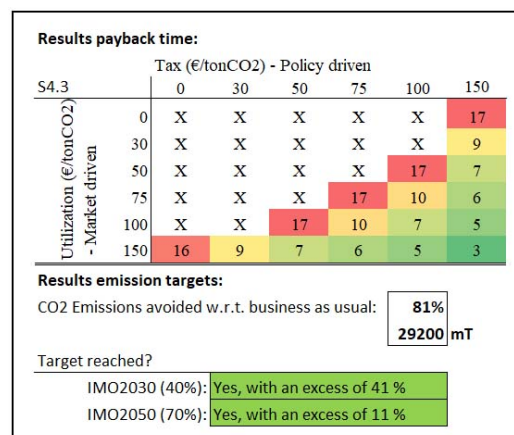 Results payback time:
Tax (€/tonCO2) - Policy driven
S4.3 0 30 50 75 100 150
Utilization (€/tonCO2)
- Market driven
0 X X X X X 17
30 X X X X X 9
50 X X X X 17 7
75 X X X 17 10 6
100 X X 17 10 7 5
150 16 9 7 6 5 3
Results emission targets:
CO2 Emissions avoided w.r.t. business as usual: 81%
29200 mT
Target reached?
IMO2030 (40%): Yes, with an excess of 41 %
IMO2050 (70%): Yes, with an excess of 11 %